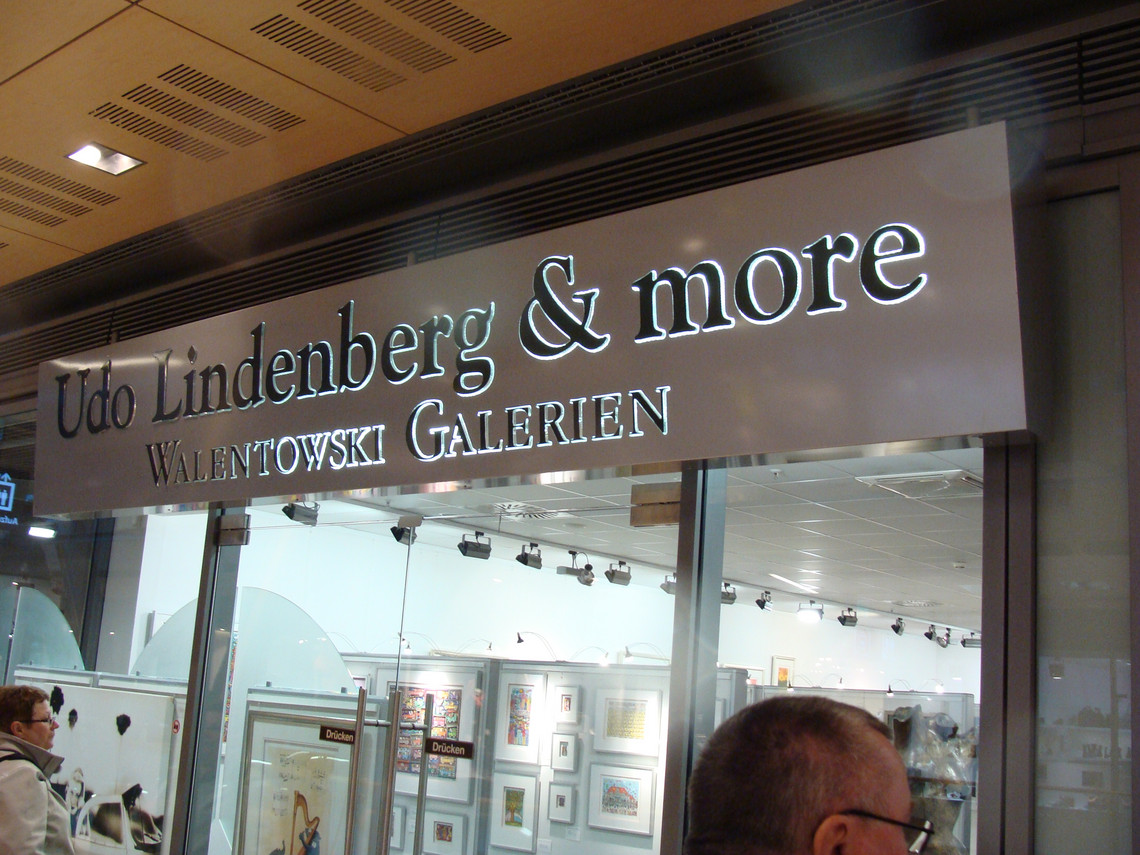 Udo Lindenberg & more
WALENTOWSKI GALERIEN
Drücken
Drücken